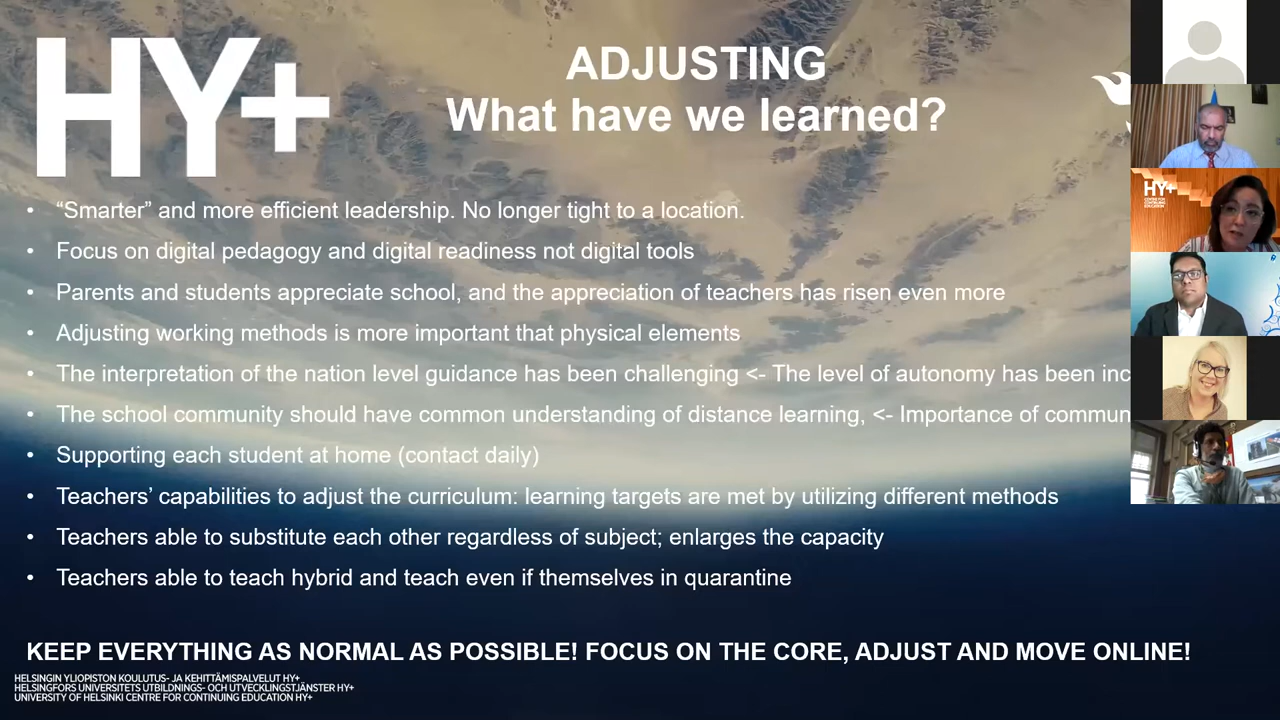 HY+
ADJUSTING
What have we learned?
• “Smarter” and more efficient leadership. No longer tight to a location.
• Focus on digital pedagogy and digital readiness not digital tools
• Parents and students appreciate school, and the appreciation of teachers has risen even more
• Adjusting working methods is more important that physical elements
• The interpretation of the nation level guidance has been challenging <- The level of autonomy has been inc
• The school community should have common understanding of distance learning, <- Importance of commun
• Supporting each student at home (contact daily)
• Teachers’ capabilities to adjust the curriculum: learning targets are met by utilizing different methods
• Teachers able to substitute each other regardless of subject; enlarges the capacity
• Teachers able to teach hybrid and teach even if themselves in quarantine
KEEP EVERYTHING AS NORMAL AS POSSIBLE! FOCUS ON THE CORE, ADJUST AND MOVE ONLINE!
HELSINGIN YLIOPISTON KOULUTUS- JA KEHITTÄMISPALVELUT HY+
HELSINGFORS UNIVERSITETS UTBILDNINGS- OCH UTVECKLINGSTJÄNSTER HY+
UNIVERSITY OF HELSINKI CENTRE FOR CONTINUING EDUCATION HY+
HY+
CENTRE FOR
CONTINUING
EDUCATION